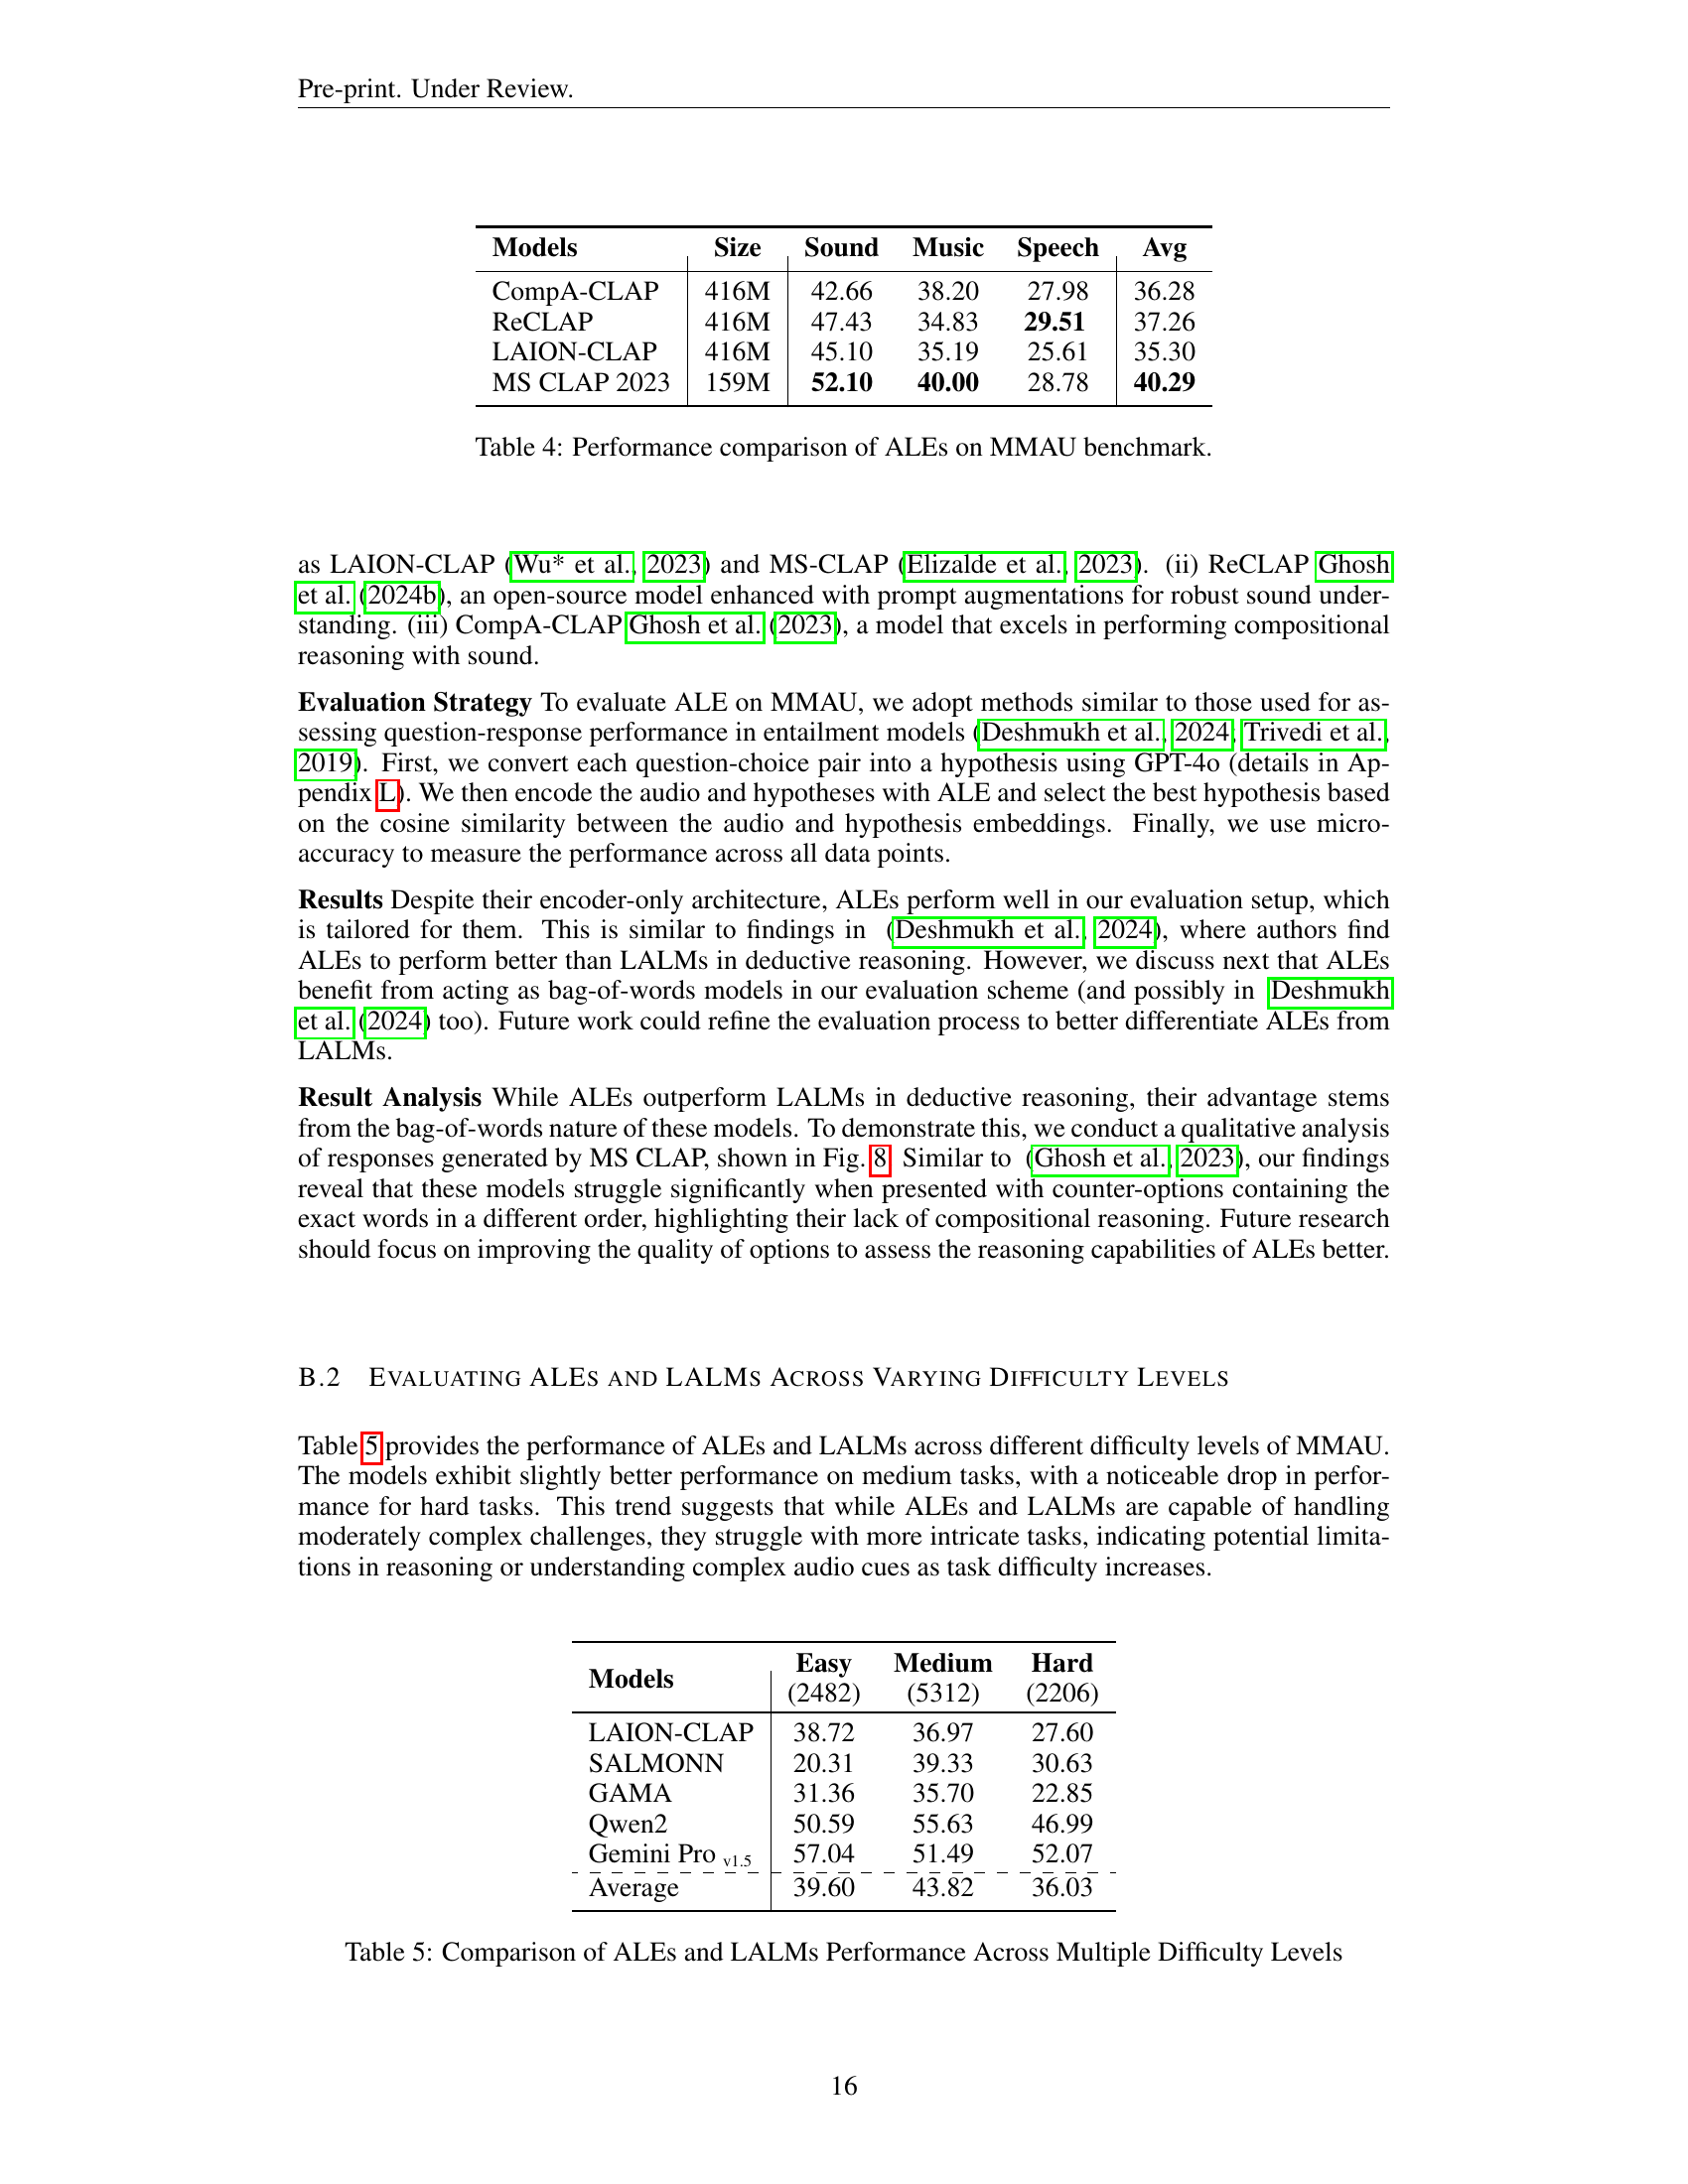 Pre-print. Under Review.
Models Size Sound Music Speech Avg
CompA-CLAP 416M 42.66 38.20 27.98 36.28
ReCLAP 416M 47.43 34.83 29.51 37.26
LAION-CLAP 416M 45.10 35.19 25.61 35.30
MS CLAP 2023 159M 52.10 40.00 28.78 40.29
Table 4: Performance comparison of ALEs on MMAU benchmark.
as LAION-CLAP (Wu* et al., 2023) and MS-CLAP (Elizalde et al., 2023). (ii) ReCLAP Ghosh
et al. (2024b), an open-source model enhanced with prompt augmentations for robust sound under-
standing. (iii) CompA-CLAP Ghosh et al. (2023), a model that excels in performing compositional
reasoning with sound.
Evaluation Strategy To evaluate ALE on MMAU, we adopt methods similar to those used for as-
sessing question-response performance in entailment models (Deshmukh et al., 2024; Trivedi et al.,
2019). First, we convert each question-choice pair into a hypothesis using GPT-4o (details in Ap-
pendix L). We then encode the audio and hypotheses with ALE and select the best hypothesis based
on the cosine similarity between the audio and hypothesis embeddings. Finally, we use micro-
accuracy to measure the performance across all data points.
Results Despite their encoder-only architecture, ALEs perform well in our evaluation setup, which
is tailored for them. This is similar to findings in (Deshmukh et al., 2024), where authors find
ALEs to perform better than LALMs in deductive reasoning. However, we discuss next that ALEs
benefit from acting as bag-of-words models in our evaluation scheme (and possibly in Deshmukh
et al. (2024) too). Future work could refine the evaluation process to better differentiate ALEs from
LALMs.
Result Analysis While ALEs outperform LALMs in deductive reasoning, their advantage stems
from the bag-of-words nature of these models. To demonstrate this, we conduct a qualitative analysis
of responses generated by MS CLAP, shown in Fig. 8. Similar to (Ghosh et al., 2023), our findings
reveal that these models struggle significantly when presented with counter-options containing the
exact words in a different order, highlighting their lack of compositional reasoning. Future research
should focus on improving the quality of options to assess the reasoning capabilities of ALEs better.
B.2 EVALUATING ALES AND LALMS ACROSS VARYING DIFFICULTY LEVELS
Table 5 provides the performance of ALEs and LALMs across different difficulty levels of MMAU.
The models exhibit slightly better performance on medium tasks, with a noticeable drop in perfor-
mance for hard tasks. This trend suggests that while ALEs and LALMs are capable of handling
moderately complex challenges, they struggle with more intricate tasks, indicating potential limita-
tions in reasoning or understanding complex audio cues as task difficulty increases.
Models Easy Medium Hard
(2482) (5312) (2206)
LAION-CLAP 38.72 36.97 27.60
SALMONN 20.31 39.33 30.63
GAMA 31.36 35.70 22.85
Qwen2 50.59 55.63 46.99
Gemini Pro v1.5 57.04 51.49 52.07
Average 39.60 43.82 36.03
Table 5: Comparison of ALEs and LALMs Performance Across Multiple Difficulty Levels
16